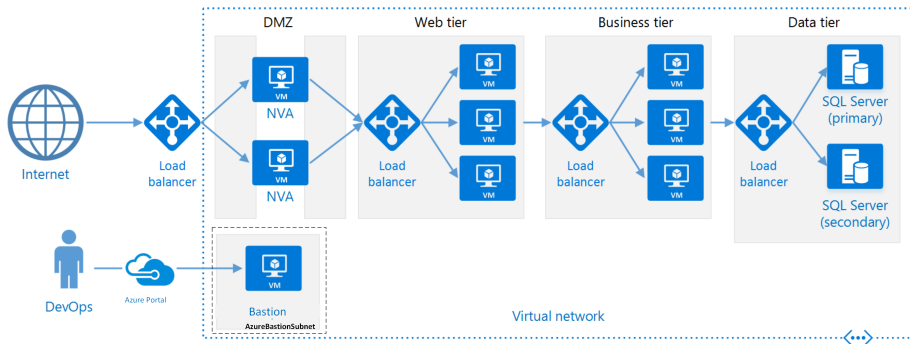 DMZ
Web tier
Business tier
Data tier
Internet
Load
balancer
VM
NVA
VM
NVA
Load
balancer
VM
VM
VM
Load
balancer
VM
VM
VM
Load
balancer
SQL Server
(primary)
SQL Server
(secondary)
DevOps
Azure Portal
VM
Bastion
AzureBastionSubnet
Virtual network